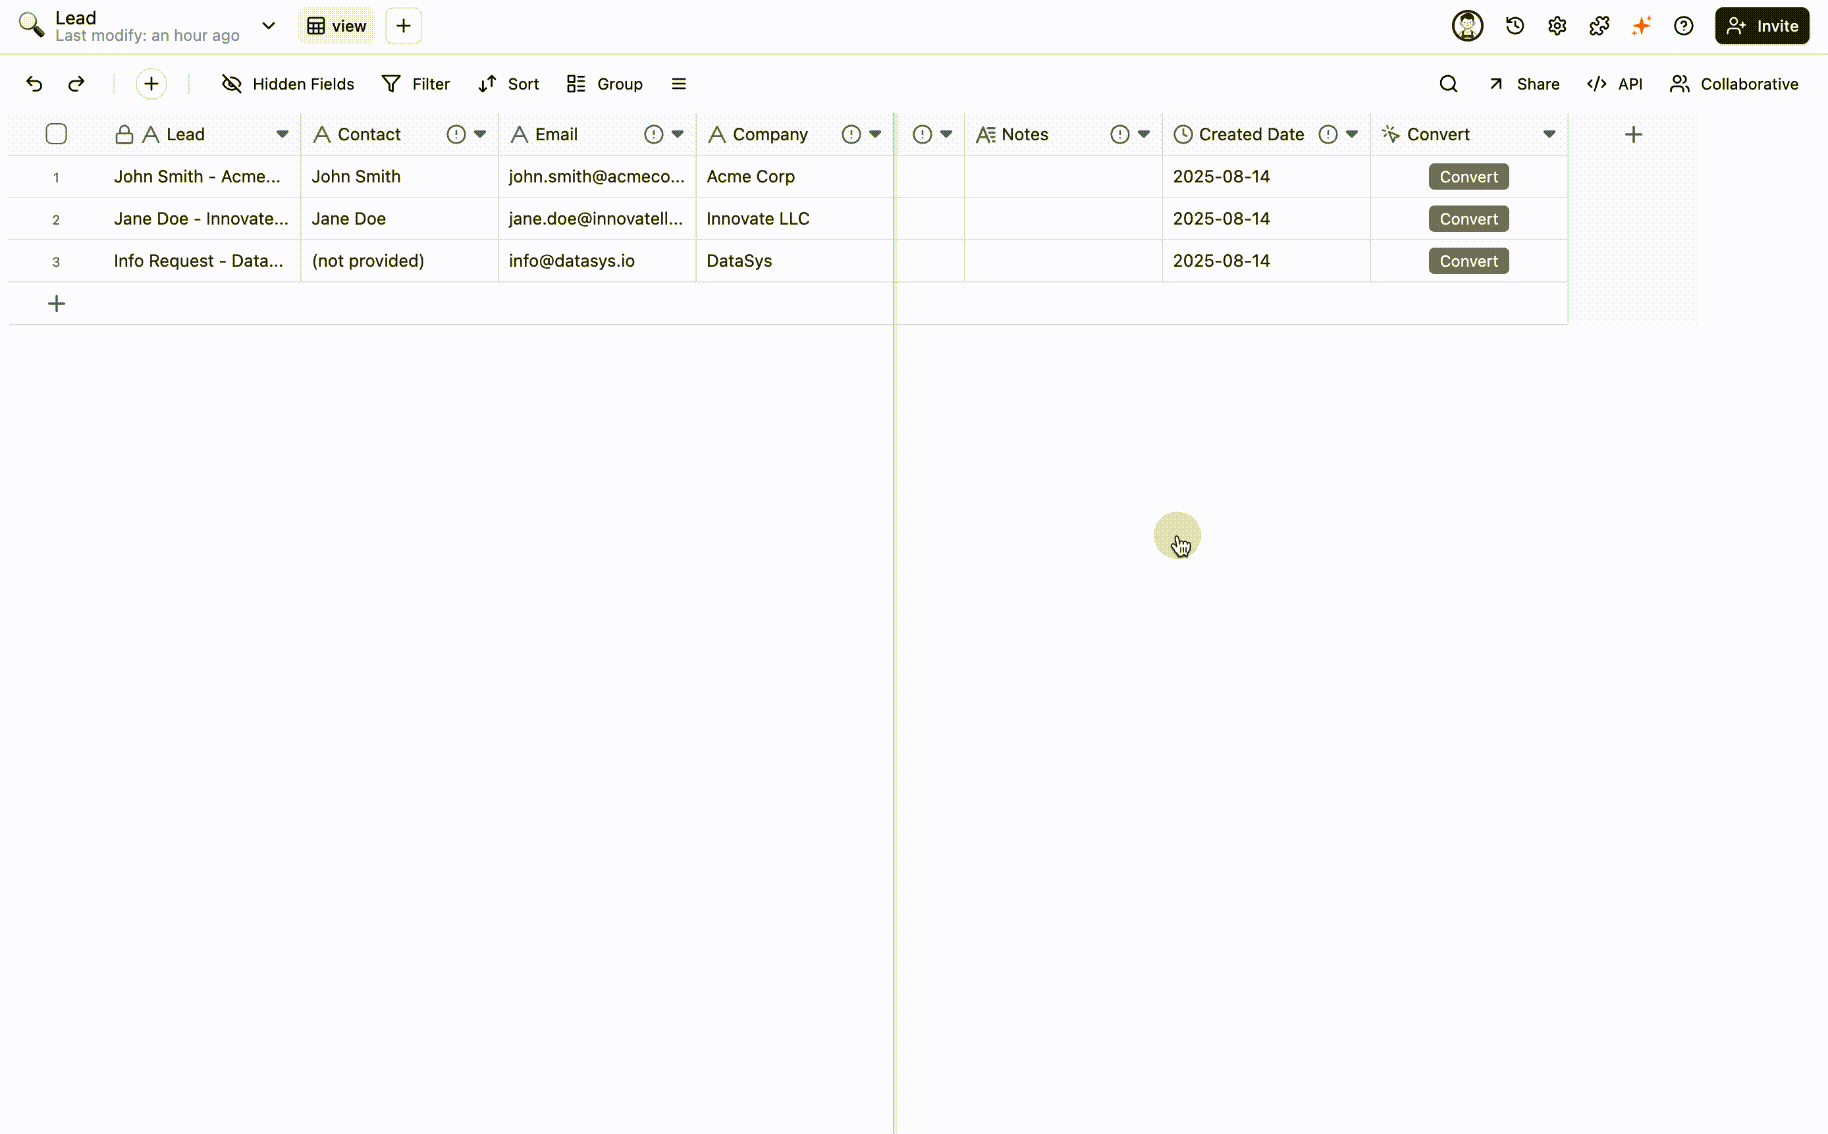 Lead
Last modify: an hour ago
view
Invite
Hidden Fields Filter Sort Group
Share API Collaborative
Lead Contact Email Company Notes Created Date Convert
1 John Smith - Acme... John Smith john.smith@acmeco... Acme Corp 2025-08-14 Convert
2 Jane Doe - Innovate... Jane Doe jane.doe@innovatell... Innovate LLC 2025-08-14 Convert
3 Info Request - Data... (not provided) info@datasys.io DataSys 2025-08-14 Convert